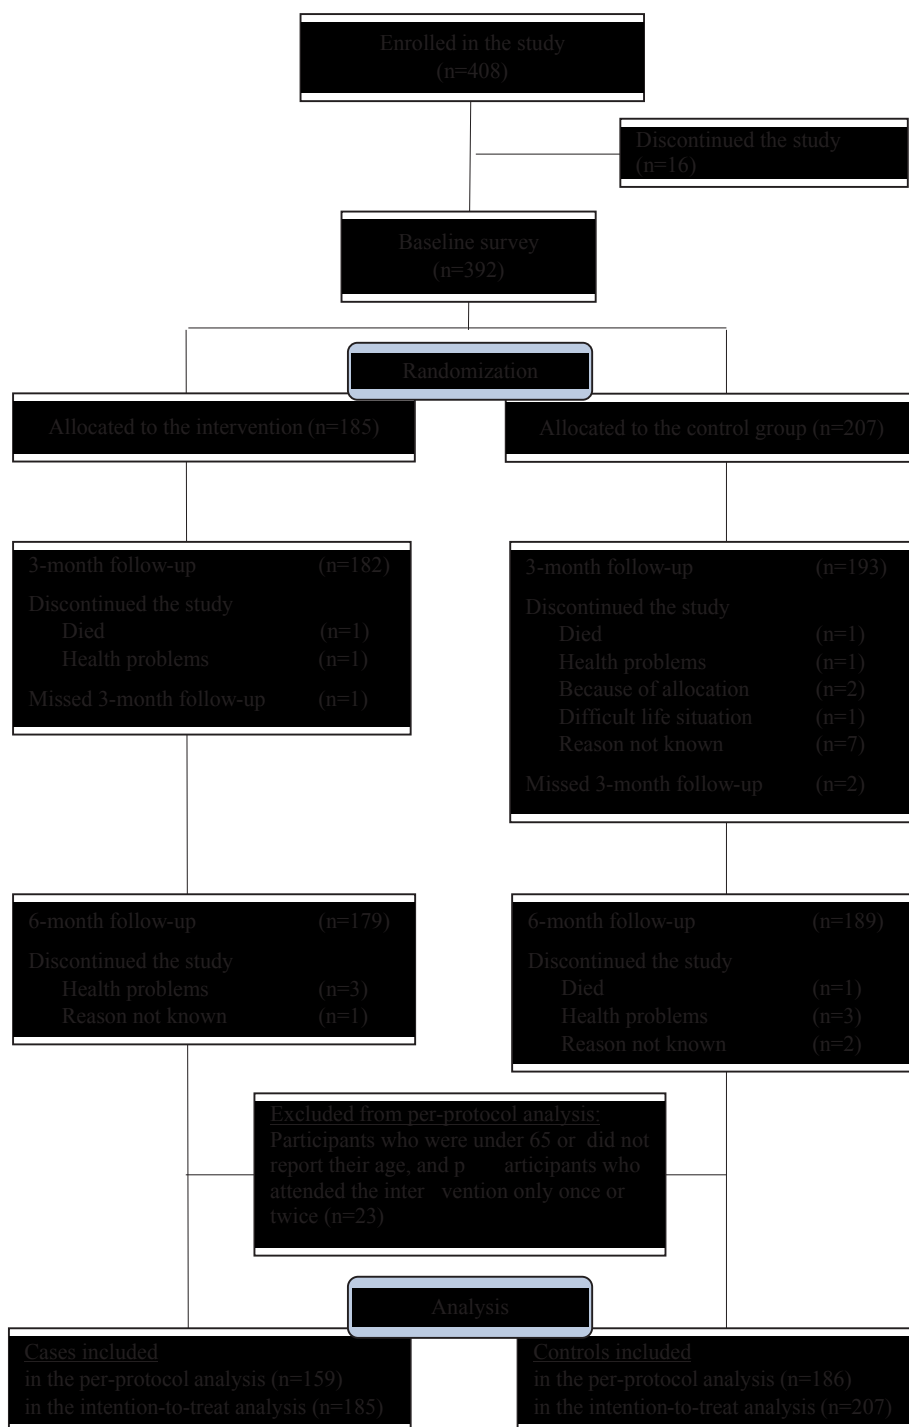 Enrolled in the study
(n=408)
Discontinued the study
(n=16)
Baseline survey
(n=392)
Randomization
Allocated to the intervention (n=185)
Allocated to the control group (n=207)
3-month follow-up (n=182)
Discontinued the study
Died (n=1)
Health problems (n=1)
Missed 3-month follow-up (n=1)
3-month follow-up (n=193)
Discontinued the study
Died (n=1)
Health problems (n=1)
Because of allocation (n=2)
Difficult life situation (n=1)
Reason not known (n=7)
Missed 3-month follow-up (n=2)
6-month follow-up (n=179)
Discontinued the study
Health problems (n=3)
Reason not known (n=1)
6-month follow-up (n=189)
Discontinued the study
Died (n=1)
Health problems (n=3)
Reason not known (n=2)
Excluded from per-protocol analysis:
Participants who were under 65 or did not
report their age, and p articipants who
attended the inter vention only once or
twice (n=23)
Analysis
Cases included
in the per-protocol analysis (n=159)
in the intention-to-treat analysis (n=185)
Controls included
in the per-protocol analysis (n=186)
in the intention-to-treat analysis (n=207)